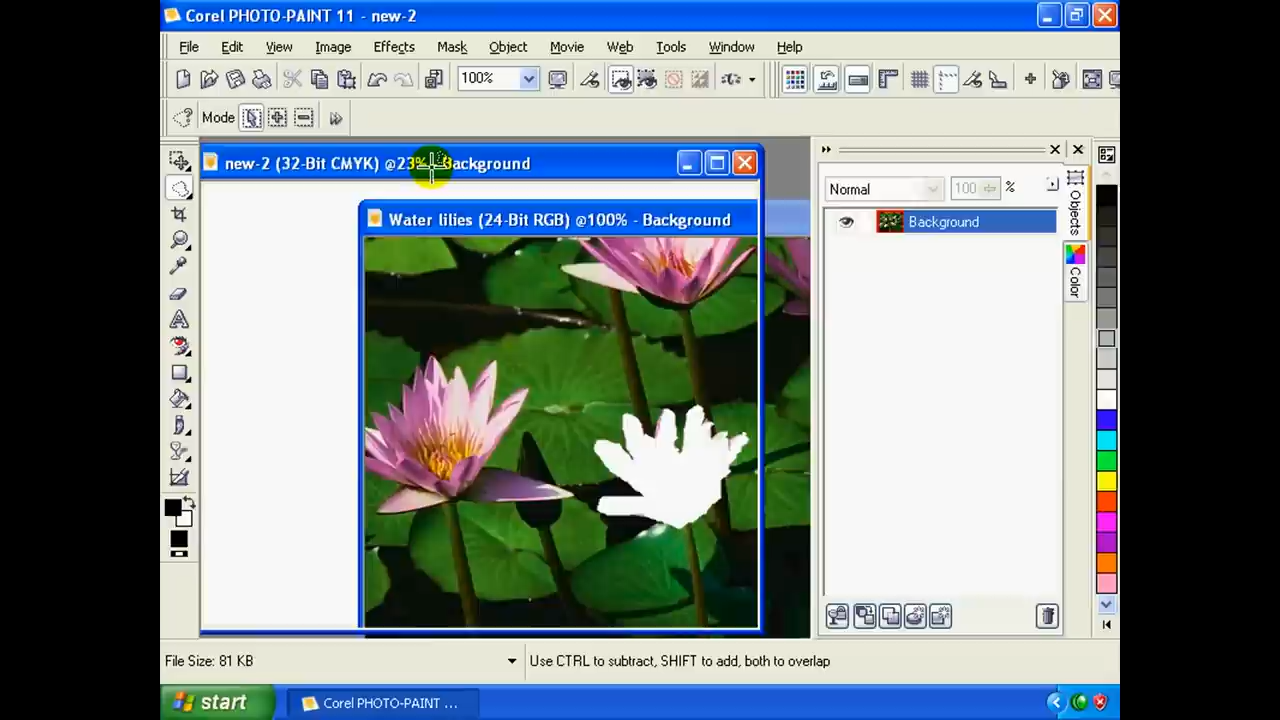 Corel PHOTO-PAINT 11 - new-2
File Edit View Image Effects Mask Object Movie Web Tools Window Help
100%
Mode
new-2 (32-Bit CMYK) @23% - Background
Normal 100 %
Water lilies (24-Bit RGB) @100% - Background
Background
Objects
Color
File Size: 81 KB
Use CTRL to subtract, SHIFT to add, both to overlap
start
Corel PHOTO-PAINT ...